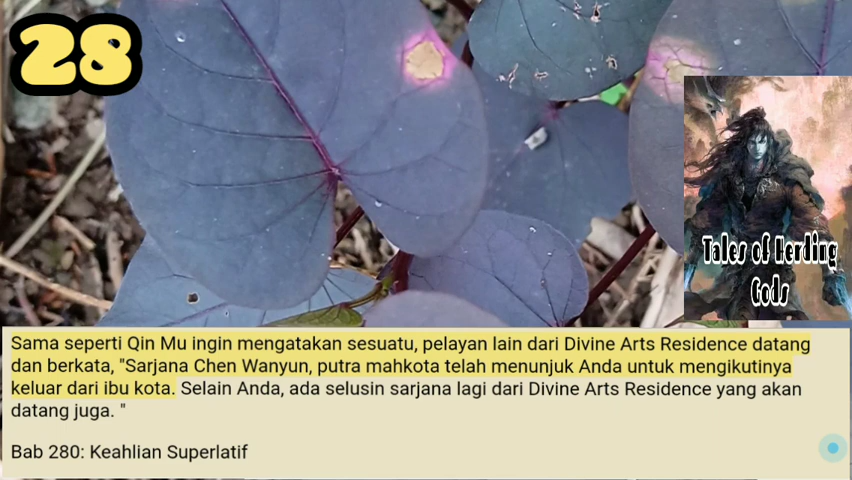 28
Tales of Herding
Gods
Sama seperti Qin Mu ingin mengatakan sesuatu, pelayan lain dari Divine Arts Residence datang
dan berkata, "Sarjana Chen Wanyun, putra mahkota telah menunjuk Anda untuk mengikutinya
keluar dari ibu kota. Selain Anda, ada selusin sarjana lagi dari Divine Arts Residence yang akan
datang juga. "
Bab 280: Keahlian Superlatif